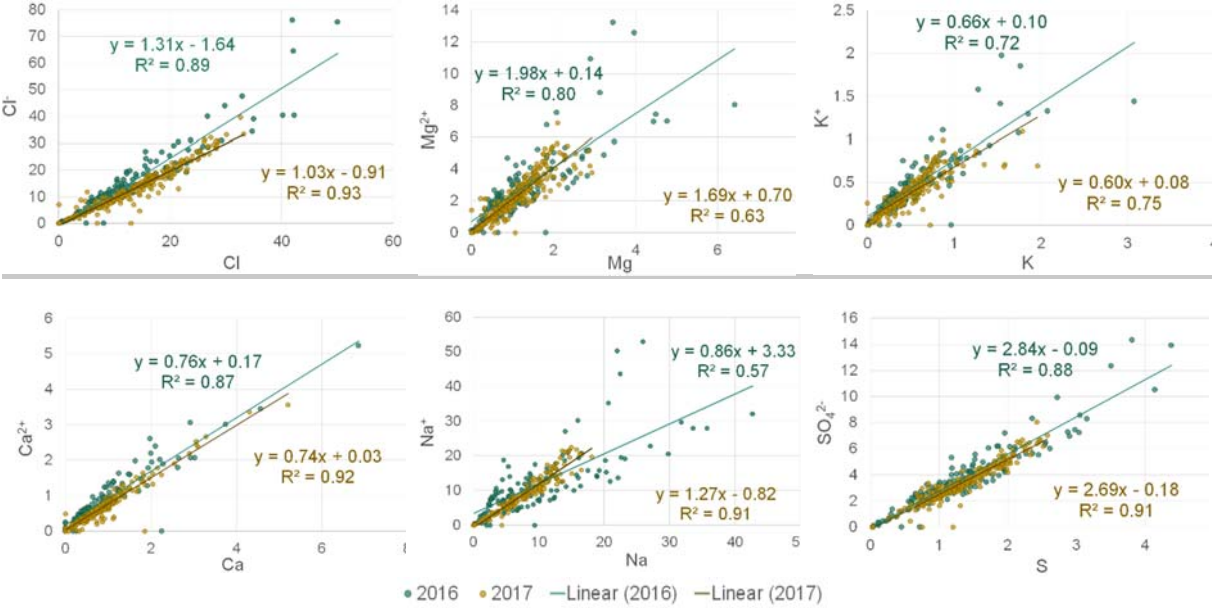 80
70
60
50
40
30
20
10
0
Cl⁻
y = 1.31x - 1.64
R² = 0.89
y = 1.03x - 0.91
R² = 0.93
0 20 40 60
Cl
14
12
10
8
6
4
2
0
Mg²⁺
y = 1.98x + 0.14
R² = 0.80
y = 1.69x + 0.70
R² = 0.63
0 2 4 6
Mg
2.5
2
1.5
1
0.5
0
K⁺
y = 0.66x + 0.10
R² = 0.72
y = 0.60x + 0.08
R² = 0.75
0 1 2 3 4
K
6
5
4
3
2
1
0
Ca²⁺
y = 0.76x + 0.17
R² = 0.87
y = 0.74x + 0.03
R² = 0.92
0 2 4 6
Ca
60
50
40
30
20
10
0
Na⁺
y = 0.86x + 3.33
R² = 0.57
y = 1.27x - 0.82
R² = 0.91
0 10 20 30 40 5
Na
16
14
12
10
8
6
4
2
0
SO₄²⁻
y = 2.84x - 0.09
R² = 0.88
y = 2.69x - 0.18
R² = 0.91
0 1 2 3 4
S
2016 2017 Linear (2016) Linear (2017)